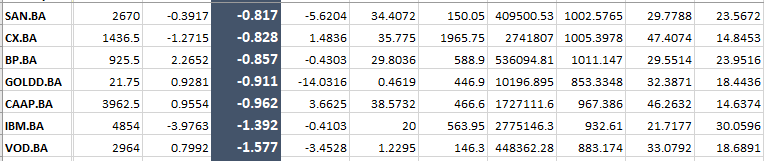 SAN.BA 2670 -0.3917 -0.817 -5.6204 34.4072 150.05 409500.53 1002.5765 29.7788 23.5672
CX.BA 1436.5 -1.2715 -0.828 1.4836 35.775 1965.75 2741807 1005.3978 47.4074 14.8453
BP.BA 925.5 2.2652 -0.857 -0.4303 29.8036 588.9 536094.81 1011.147 29.5514 23.9516
GOLDD.BA 21.75 0.9281 -0.911 -14.0316 0.4619 446.9 10196.895 853.3348 32.3871 18.4436
CAAP.BA 3962.5 0.9554 -0.962 3.6625 38.5732 466.6 1727111.6 967.386 46.2632 14.6374
IBM.BA 4854 -3.9763 -1.392 -0.4103 20 563.95 2775146.3 932.61 21.7177 30.0596
VOD.BA 2964 0.7992 -1.577 -3.4528 1.2295 146.3 448362.28 883.174 33.0792 18.6891